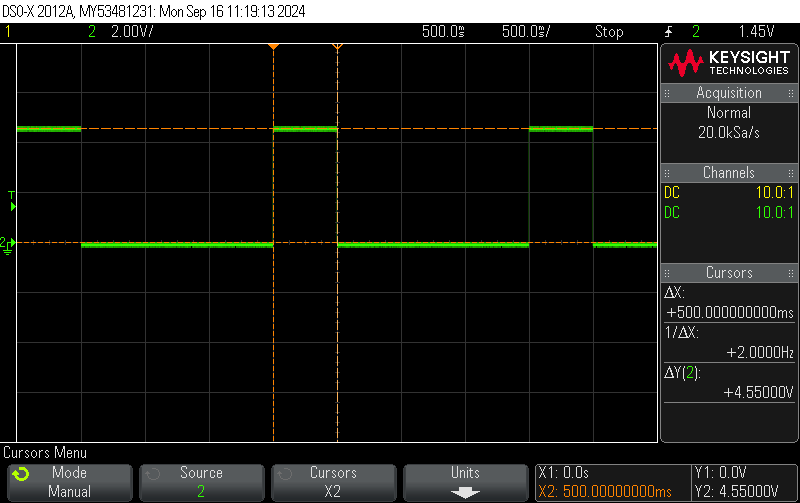 DSO-X 2012A, MY53481231: Mon Sep 16 11:19:13 2024
1 2 2.00V/ 500.0ms 500.0ms/ Stop 2 1.45V
KEYSIGHT
TECHNOLOGIES
Acquisition
Normal
20.0kSa/s
Channels
DC 10.0:1
DC 10.0:1
Cursors
ΔX:
+500.000000000ms
1/ΔX:
+2.0000Hz
ΔY(2):
+4.55000V
T
2
Cursors Menu
Mode
Manual
Source
2
Cursors
X2
Units
X1: 0.0s
X2: 500.00000000ms
Y1: 0.0V
Y2: 4.55000V